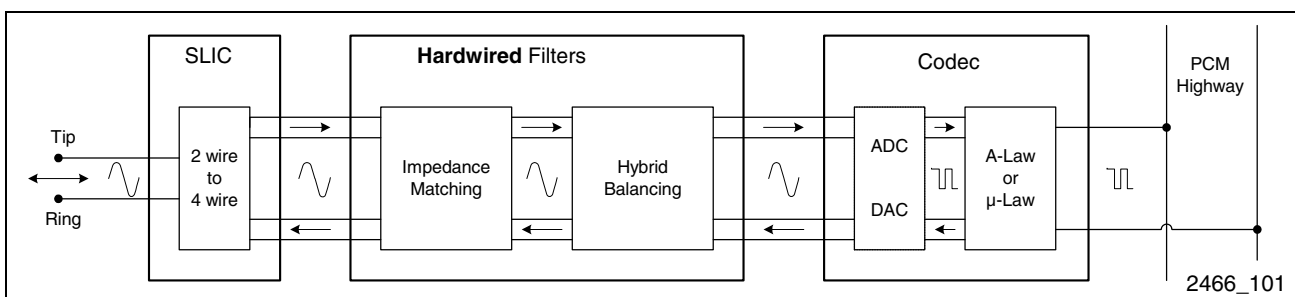 SLIC
Hardwired Filters
Codec
PCM
Highway
Tip
Ring
2 wire
to
4 wire
Impedance
Matching
Hybrid
Balancing
ADC
DAC
A-Law
or
µ-Law
2466_101